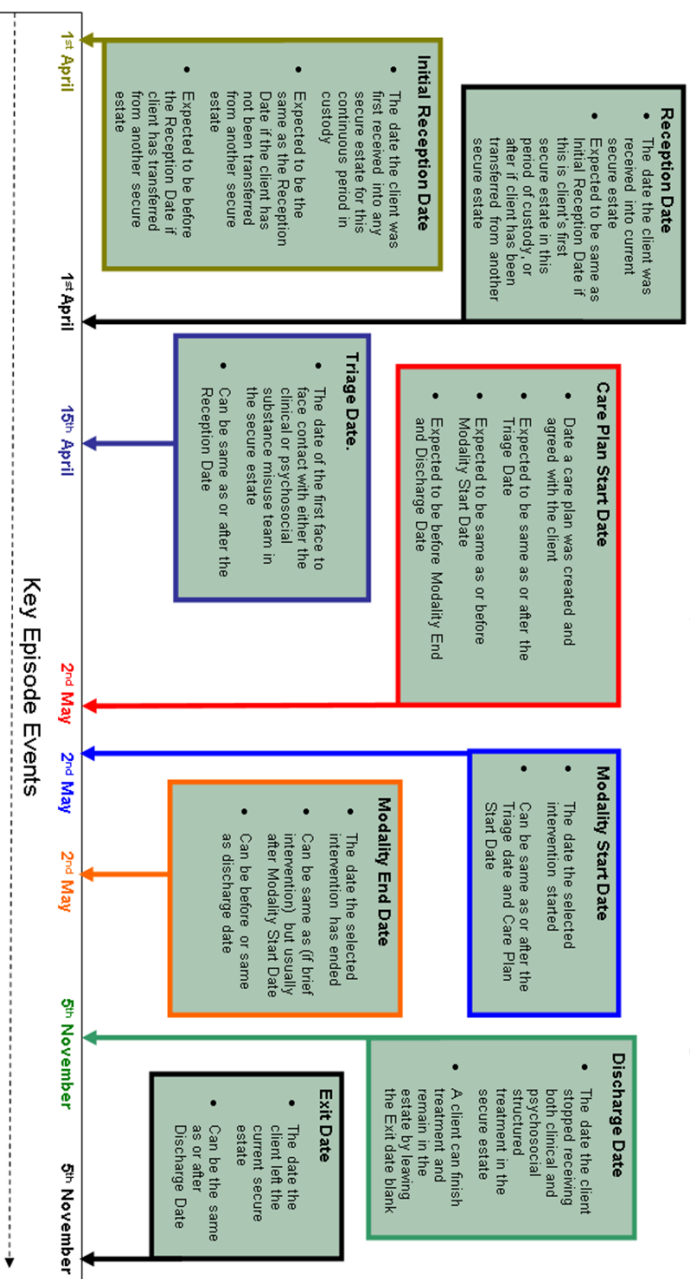 Initial Reception Date
• The date the client was
first received into any
secure estate for this
continuous period in
custody
• Expected to be the
same as the Reception
Date if the client has
not been transferred
from another secure
estate
• Expected to be before
the Reception Date if
client has transferred
from another secure
estate
Reception Date
• The date the client was
received into current
secure estate
• Expected to be same as
Initial Reception Date if
this is client's first
secure estate in this
period of custody, or
after if client has been
transferred from another
secure estate
Triage Date.
• The date of the first face to
face contact with either the
clinical or psychosocial
substance misuse team in
the secure estate
• Can be same as or after the
Reception Date
Care Plan Start Date
• Date a care plan was created and
agreed with the client
• Expected to be same as or after the
Triage Date
• Expected to be same as or before
Modality Start Date
• Expected to be before Modality End
and Discharge Date
Modality Start Date
• The date the selected
intervention started
• Can be same as or after the
Triage date and Care Plan
Start Date
Modality End Date
• The date the selected
intervention has ended
• Can be same as (if brief
intervention) but usually
after Modality Start Date
• Can be before or same
as discharge date
Discharge Date
• The date the client
stopped receiving
both clinical and
psychosocial
structured
treatment in the
secure estate
• A client can finish
treatment and
remain in the
estate by leaving
the Exit date blank
Exit Date
• The date the
client left the
current secure
estate
• Can be the same
as or after
Discharge Date
1st April
1st April
15th April
2nd May
2nd May
2nd May
5th November
5th November
Key Episode Events